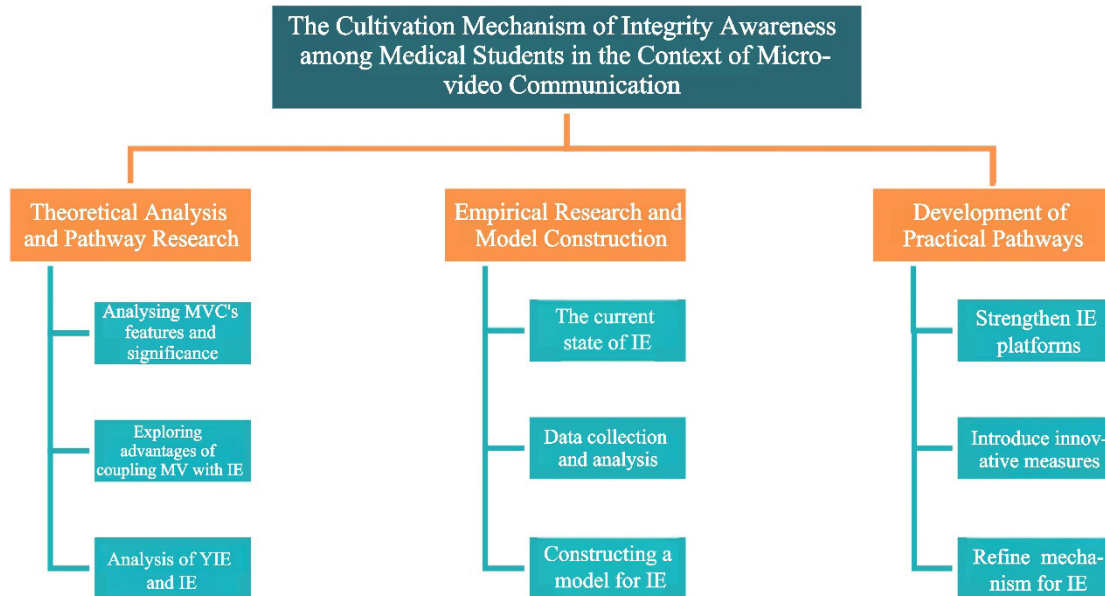 The Cultivation Mechanism of Integrity Awareness
among Medical Students in the Context of Micro-
video Communication
Theoretical Analysis
and Pathway Research
Analysing MVC's
features and
significance
Exploring
advantages of
coupling MV with IE
Analysis of YIE
and IE
Empirical Research and
Model Construction
The current
state of IE
Data collection
and analysis
Constructing a
model for IE
Development of
Practical Pathways
Strengthen IE
platforms
Introduce innov-
ative measures
Refine mecha-
nism for IE